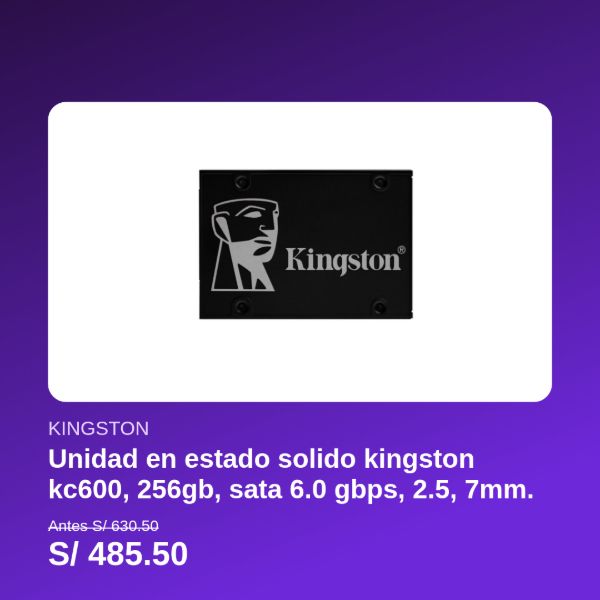 Kingston®
KINGSTON
Unidad en estado solido kingston
kc600, 256gb, sata 6.0 gbps, 2.5, 7mm.
Antes S/ 630.50
S/ 485.50